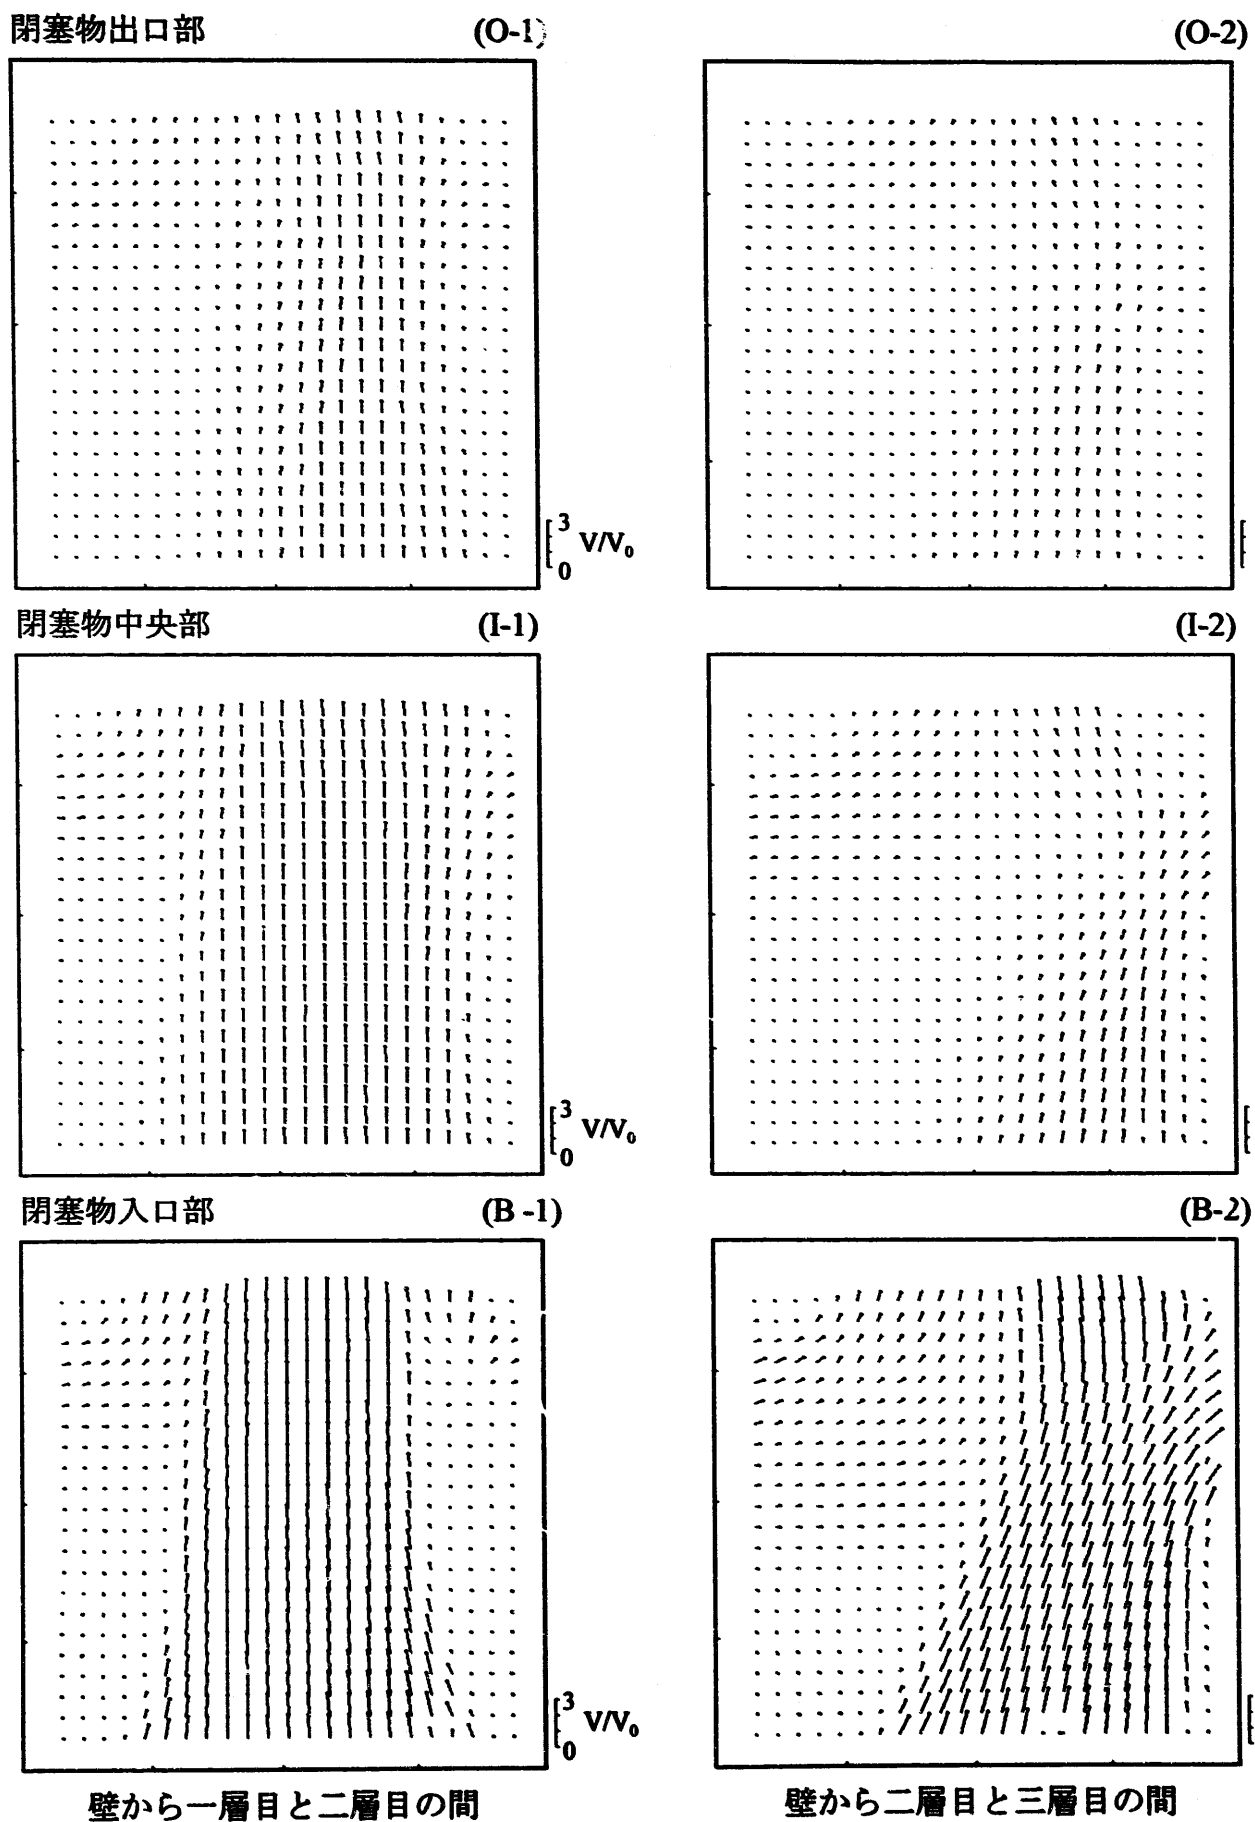 閉塞物出口部 (O-1)
(O-2)
3
V/V₀
0
閉塞物中央部 (I-1)
(I-2)
3
V/V₀
0
閉塞物入口部 (B -1)
(B-2)
3
V/V₀
0
壁から一層目と二層目の間
壁から二層目と三層目の間